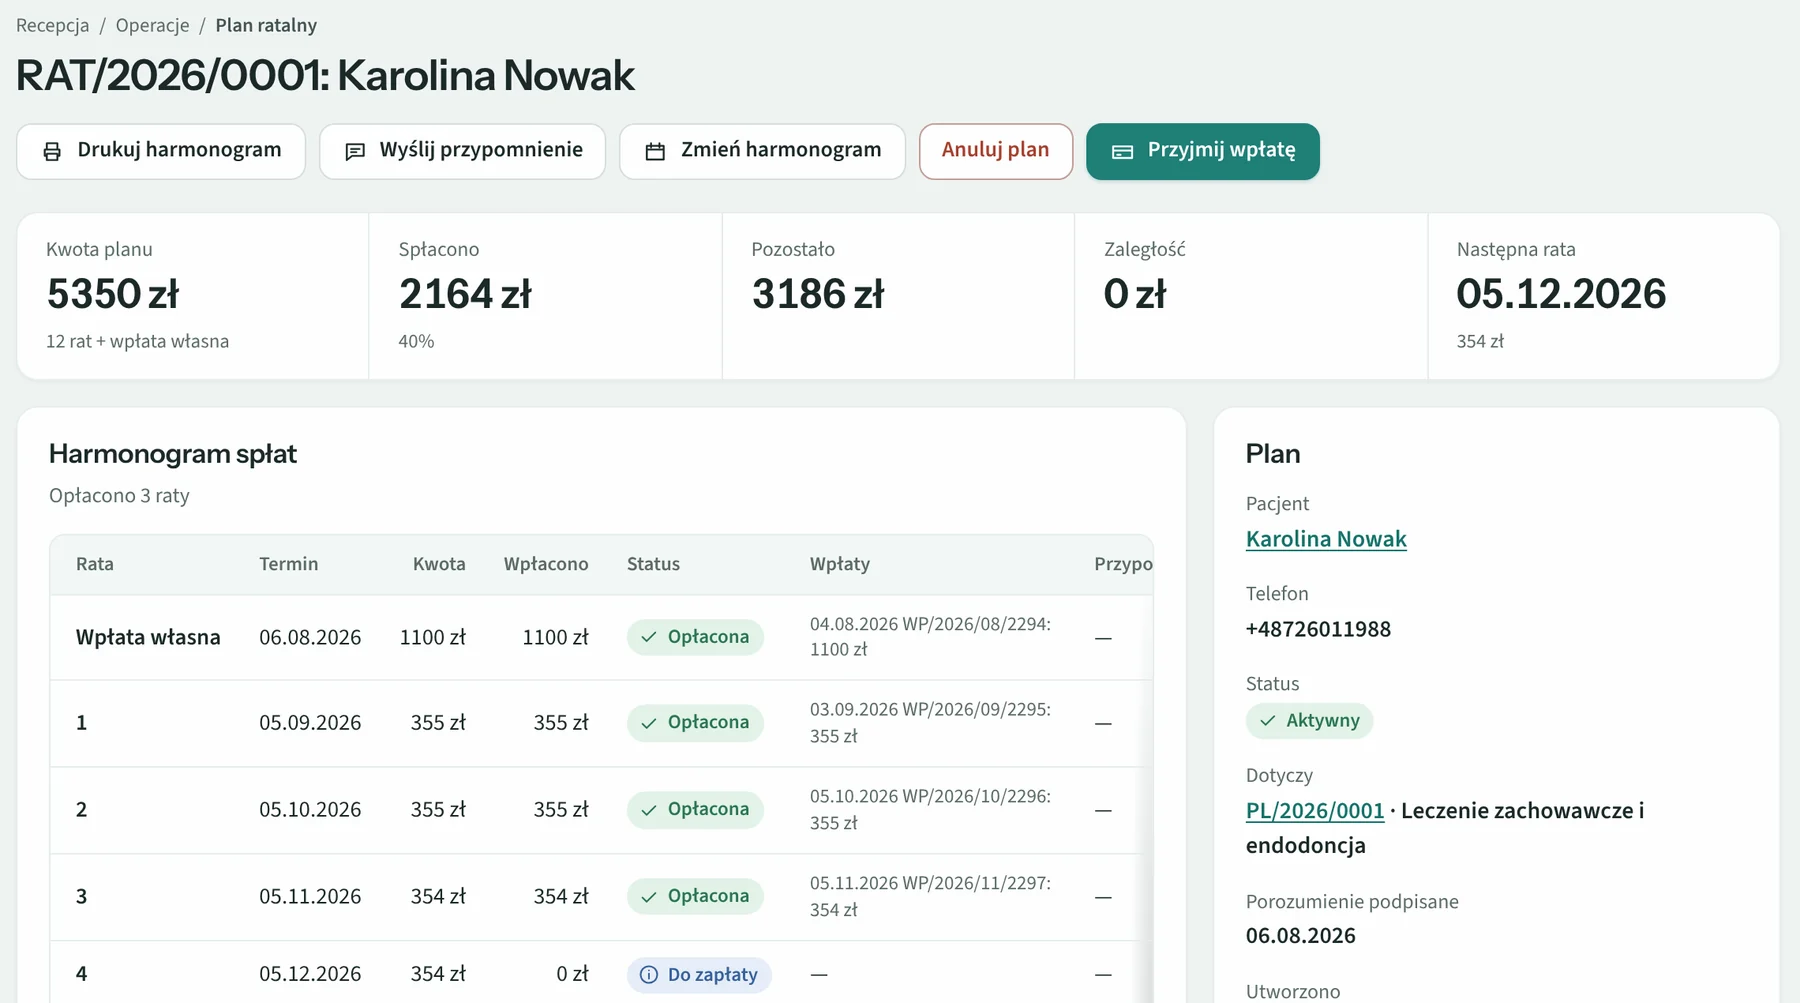 Recepcja / Operacje / Plan ratalny
RAT/2026/0001: Karolina Nowak
Drukuj harmonogram
Wyślij przypomnienie
Zmień harmonogram
Anuluj plan
Przyjmij wpłatę
Kwota planu
5350 zł
12 rat + wpłata własna
Spłacono
2164 zł
40%
Pozostało
3186 zł
Zaległość
0 zł
Następna rata
05.12.2026
354 zł
Harmonogram spłat
Opłacono 3 raty
Rata Termin Kwota Wpłacono Status Wpłaty Przypo
Wpłata własna 06.08.2026 1100 zł 1100 zł Opłacona 04.08.2026 WP/2026/08/2294: —
1100 zł
1 05.09.2026 355 zł 355 zł Opłacona 03.09.2026 WP/2026/09/2295: —
355 zł
2 05.10.2026 355 zł 355 zł Opłacona 05.10.2026 WP/2026/10/2296: —
355 zł
3 05.11.2026 354 zł 354 zł Opłacona 05.11.2026 WP/2026/11/2297: —
354 zł
4 05.12.2026 354 zł 0 zł Do zapłaty — —
Plan
Pacjent
Karolina Nowak
Telefon
+48726011988
Status
Aktywny
Dotyczy
PL/2026/0001 · Leczenie zachowawcze i
endodoncja
Porozumienie podpisane
06.08.2026
Utworzono